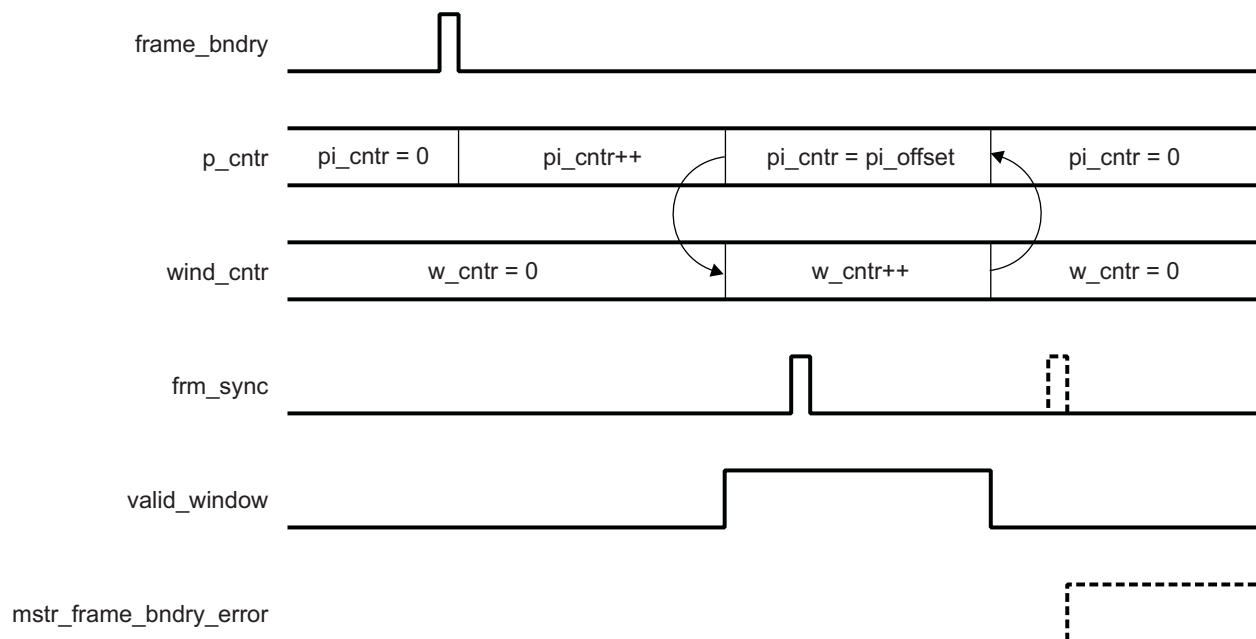 frame_bndry
p_cntr
pi_cntr = 0
pi_cntr++
pi_cntr = pi_offset
pi_cntr = 0
wind_cntr
w_cntr = 0
w_cntr++
w_cntr = 0
frm_sync
valid_window
mstr_frame_bndry_error